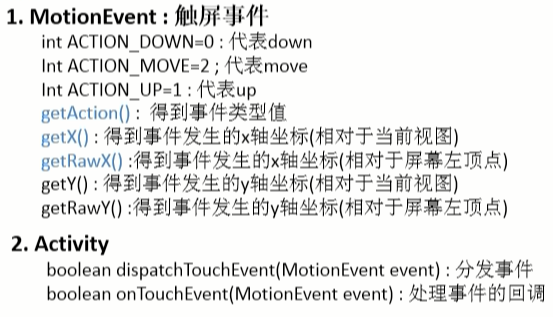 1. MotionEvent : 触屏事件
int ACTION_DOWN=0 : 代表down
Int ACTION_MOVE=2 ; 代表move
Int ACTION_UP=1 : 代表up
getAction() : 得到事件类型值
getX() : 得到事件发生的x轴坐标(相对于当前视图)
getRawX() :得到事件发生的x轴坐标(相对于屏幕左顶点)
getY() : 得到事件发生的y轴坐标(相对于当前视图)
getRawY() :得到事件发生的y轴坐标(相对于屏幕左顶点)
2. Activity
boolean dispatchTouchEvent(MotionEvent event) : 分发事件
boolean onTouchEvent(MotionEvent event) : 处理事件的回调